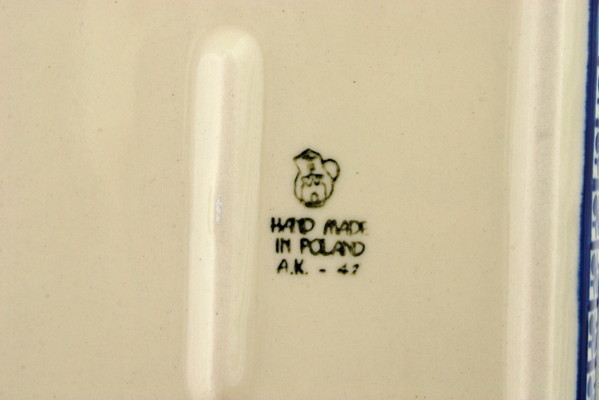 HAND MADE
IN POLAND
A.K. - 47